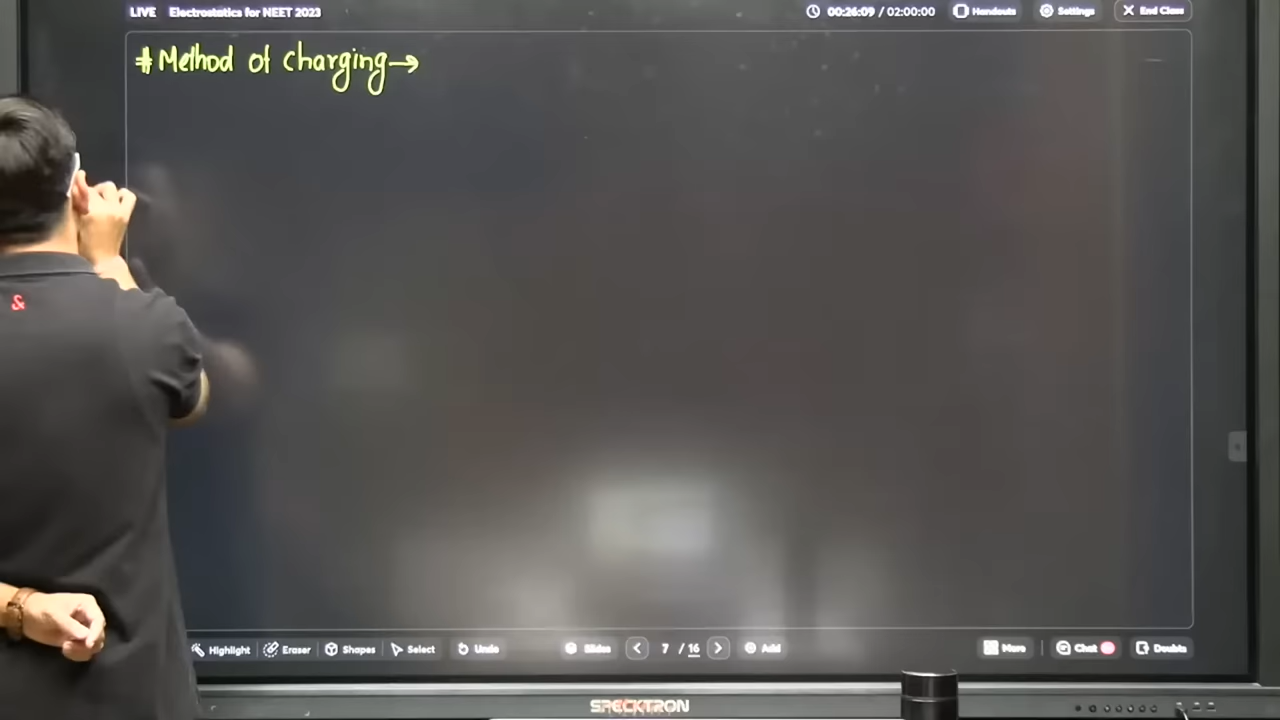 LIVE Electrostatics for NEET 2023 00:26:09 / 02:00:00 Handouts Settings End Class
# Method of charging→
Highlight Eraser Shapes Select Undo Slides 7 / 16 Add More Chat Doubts
SPECKTRON